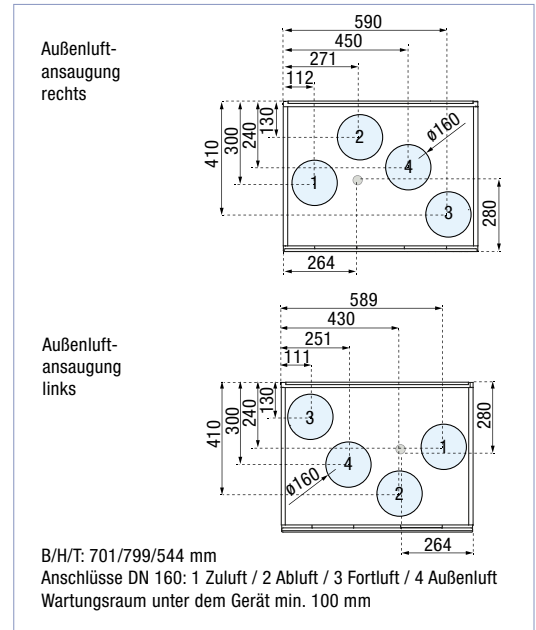 590
450
271
112
Außenluft-
ansaugung
rechts
410
300
240
130
ø160
1
2
3
4
280
264
589
430
251
111
Außenluft-
ansaugung
links
410
300
240
130
ø160
3
4
1
2
280
264
B/H/T: 701/799/544 mm
Anschlüsse DN 160: 1 Zuluft / 2 Abluft / 3 Fortluft / 4 Außenluft
Wartungsraum unter dem Gerät min. 100 mm